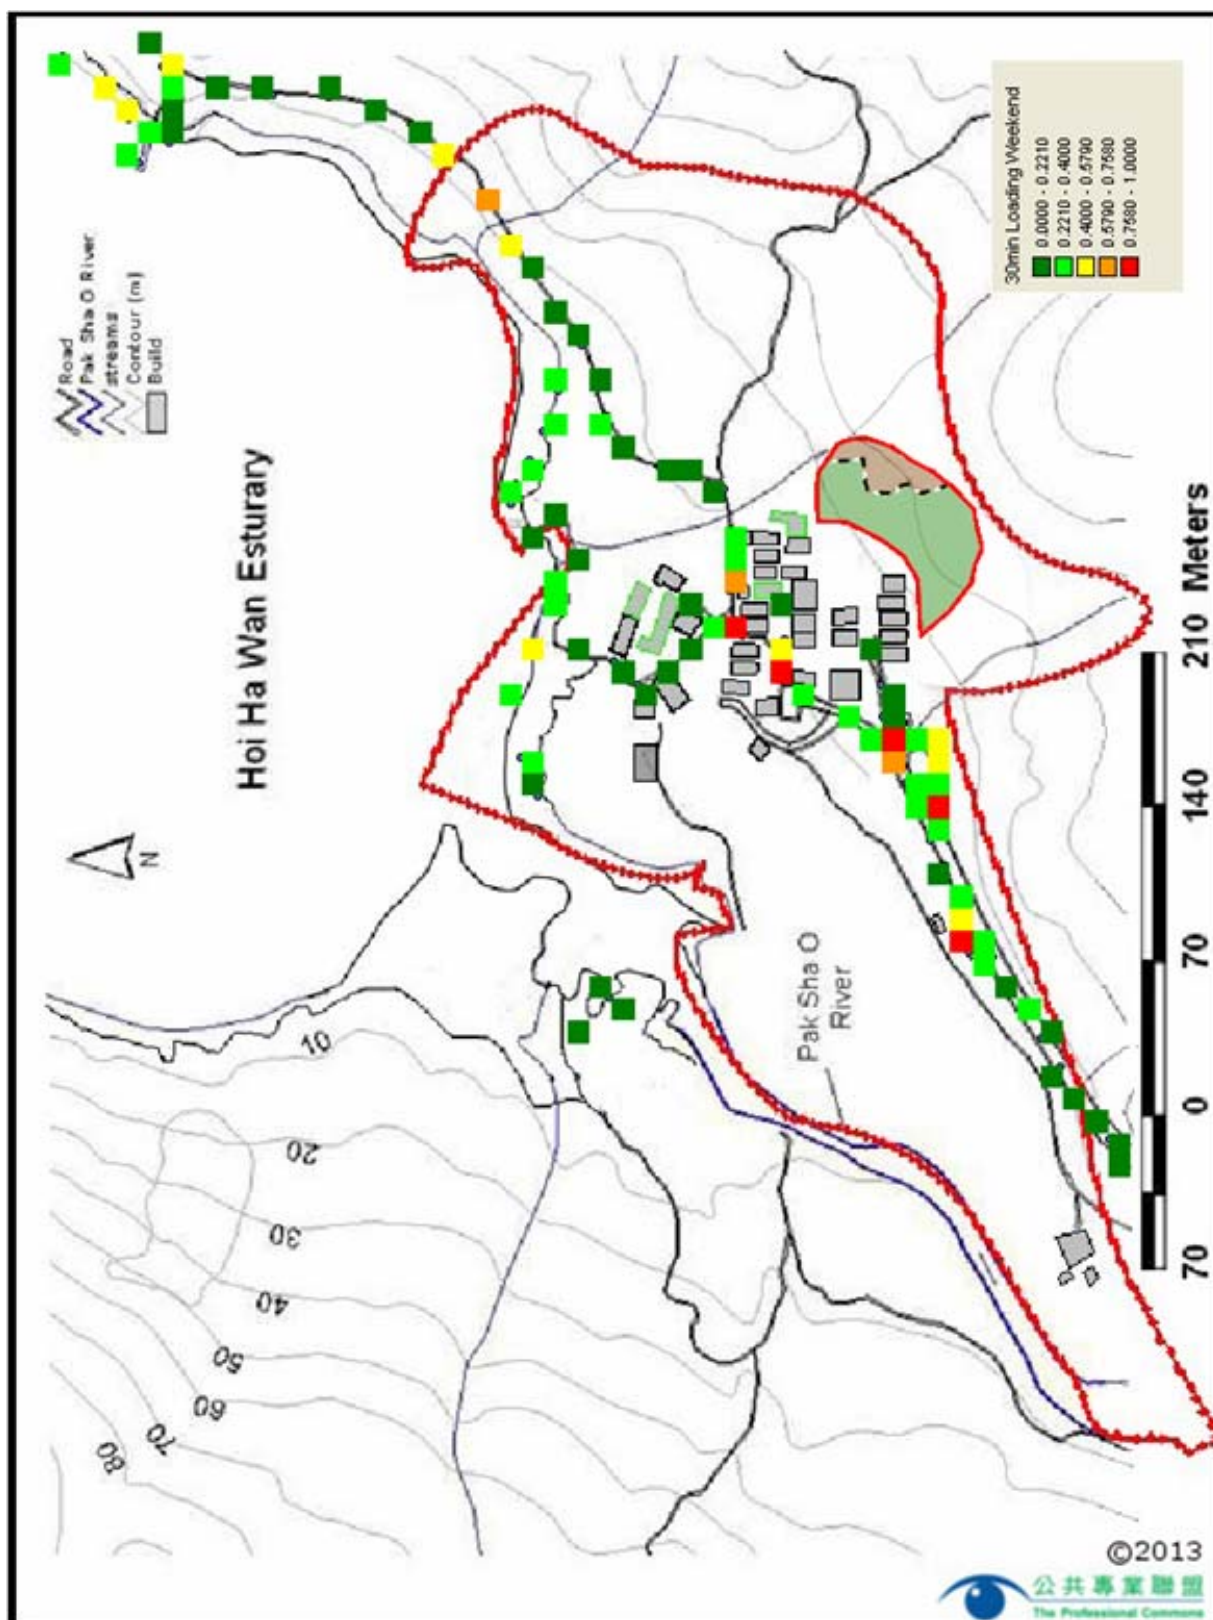 Road
Pak Sha O River
streams
Contour (m)
Build
Hoi Ha Wan Esturary
N
30min Loading Weekend
0.0000 - 0.2210
0.2210 - 0.4000
0.4000 - 0.5790
0.5790 - 0.7580
0.7580 - 1.0000
10
20
30
40
50
60
70
80
Pak Sha O
River
70 0 70 140 210 Meters
©2013
公共專業聯盟
The Professional Commons